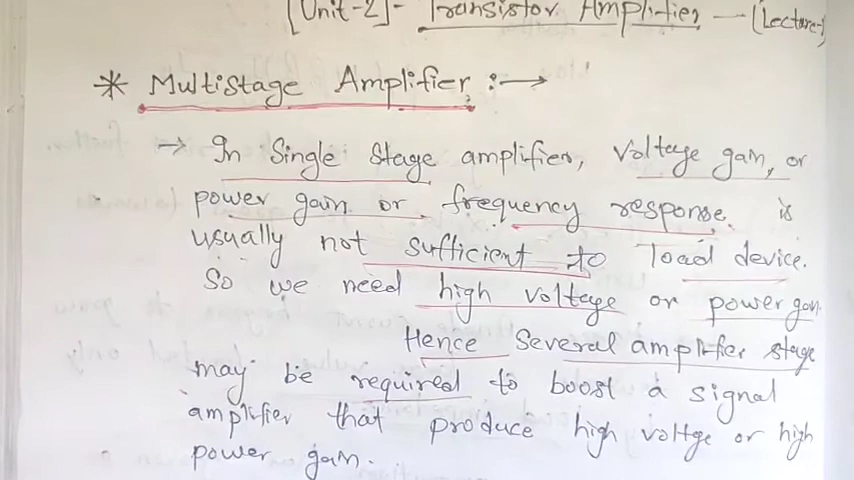 [Unit-2]- Transistor Amplifier — (Lecture-
* Multistage Amplifier :→
→ In Single Stage amplifier, Voltage gain, or
power gain or frequency response. is
usually not sufficient to load device.
So we need high voltage or power gain.
Hence Several amplifier stage
may be required to boost a signal
amplifier that produce high voltge or high
power gain.